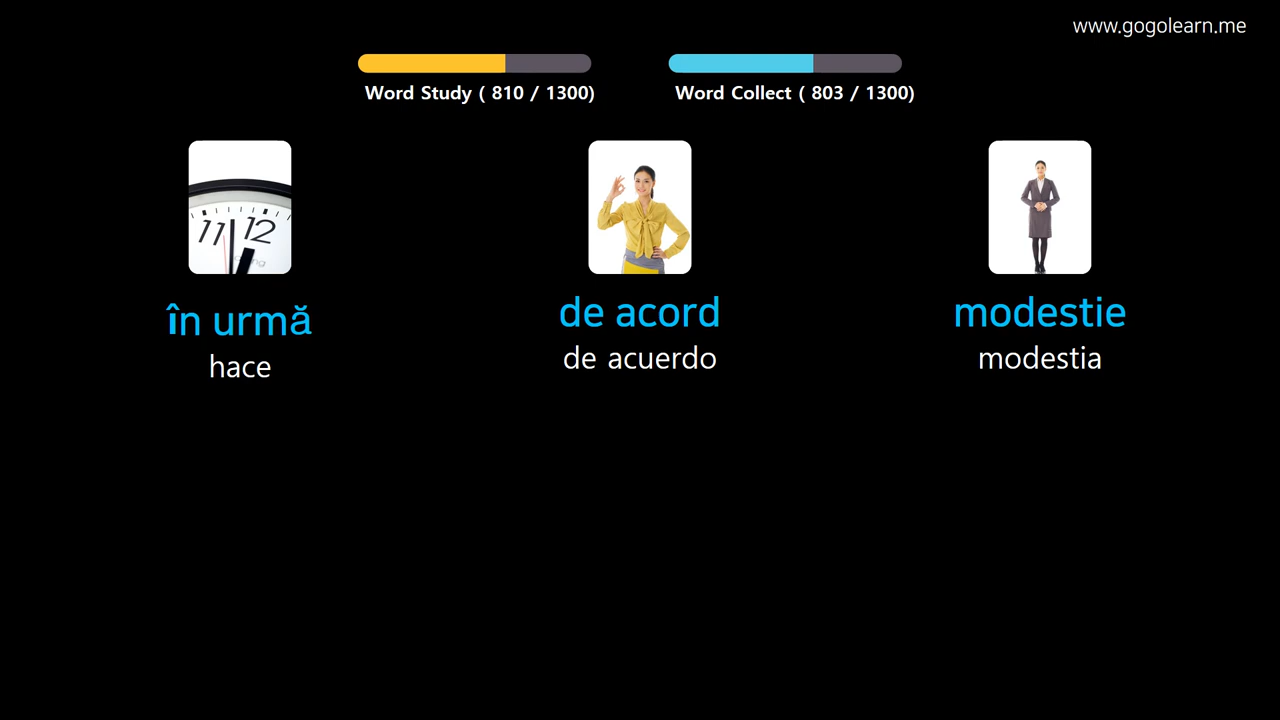 www.gogolearn.me
Word Study ( 810 / 1300)
Word Collect ( 803 / 1300)
11 12
în urmă
hace
de acord
de acuerdo
modestie
modestia